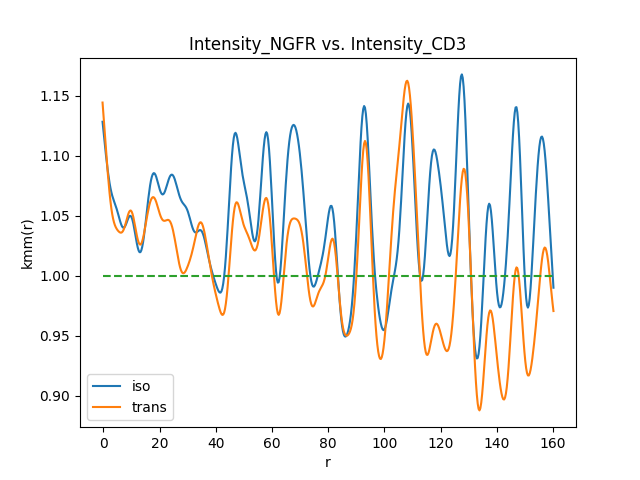 Intensity_NGFR vs. Intensity_CD3
kmm(r)
1.15
1.10
1.05
1.00
0.95
0.90
iso
trans
0 20 40 60 80 100 120 140 160
r